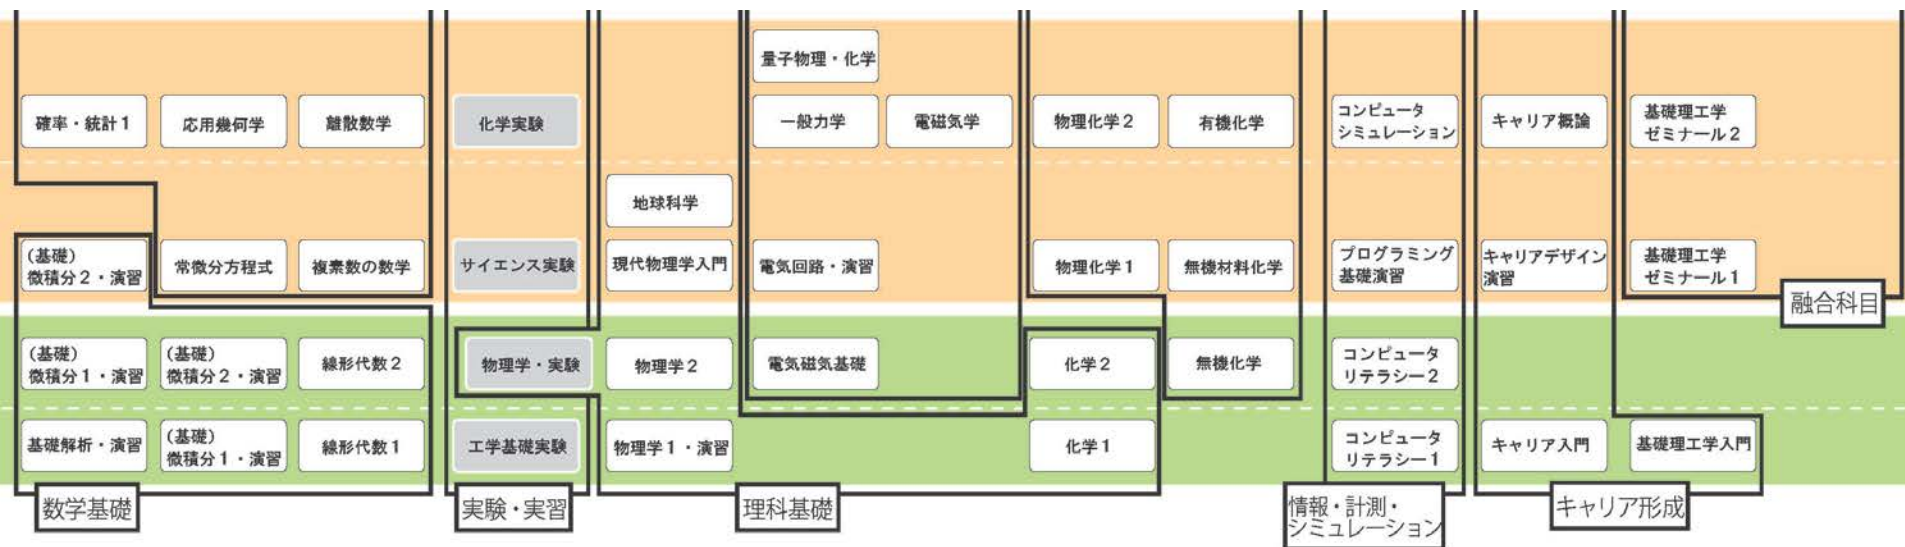 量子物理・化学
確率・統計1
応用幾何学
離散数学
化学実験
一般力学
電磁気学
物理化学2
有機化学
コンピュータ
シミュレーション
キャリア概論
基礎理工学
ゼミナール2
地球科学
(基礎)
微積分2・演習
常微分方程式
複素数の数学
サイエンス実験
現代物理学入門
電気回路・演習
物理化学1
無機材料化学
プログラミング
基礎演習
キャリアデザイン
演習
基礎理工学
ゼミナール1
融合科目
(基礎)
微積分1・演習
(基礎)
微積分2・演習
線形代数2
物理学・実験
物理学2
電気磁気基礎
化学2
無機化学
コンピュータ
リテラシー2
基礎解析・演習
(基礎)
微積分1・演習
線形代数1
工学基礎実験
物理学1・演習
化学1
コンピュータ
リテラシー1
キャリア入門
基礎理工学入門
数学基礎
実験・実習
理科基礎
情報・計測・
シミュレーション
キャリア形成